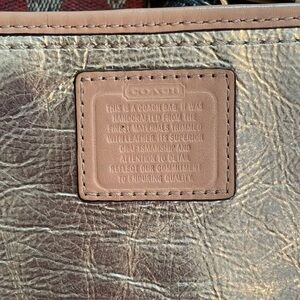 COACH
THIS IS A COACH BAG. IT WAS
HANDCRAFTED FROM THE
FINEST MATERIALS TRIMMED
WITH LEATHER. ITS SUPERIOR
CRAFTSMANSHIP AND
ATTENTION TO DETAIL
REFLECT OUR COMMITMENT
TO ENDURING QUALITY.